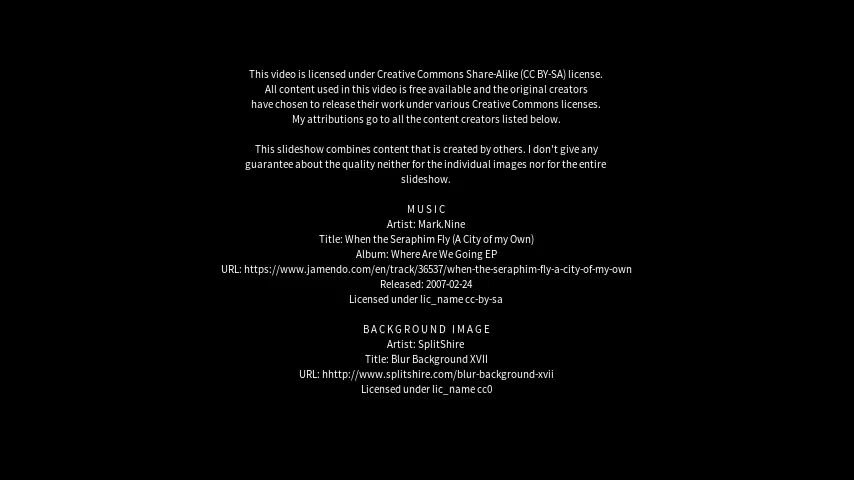 This video is licensed under Creative Commons Share-Alike (CC BY-SA) license.
All content used in this video is free available and the original creators
have chosen to release their work under various Creative Commons licenses.
My attributions go to all the content creators listed below.
This slideshow combines content that is created by others. I don't give any
guarantee about the quality neither for the individual images nor for the entire
slideshow.
MUSIC
Artist: Mark.Nine
Title: When the Seraphim Fly (A City of my Own)
Album: Where Are We Going EP
URL: https://www.jamendo.com/en/track/36537/when-the-seraphim-fly-a-city-of-my-own
Released: 2007-02-24
Licensed under lic_name cc-by-sa
BACKGROUND IMAGE
Artist: SplitShire
Title: Blur Background XVII
URL: hhttp://www.splitshire.com/blur-background-xvii
Licensed under lic_name cc0